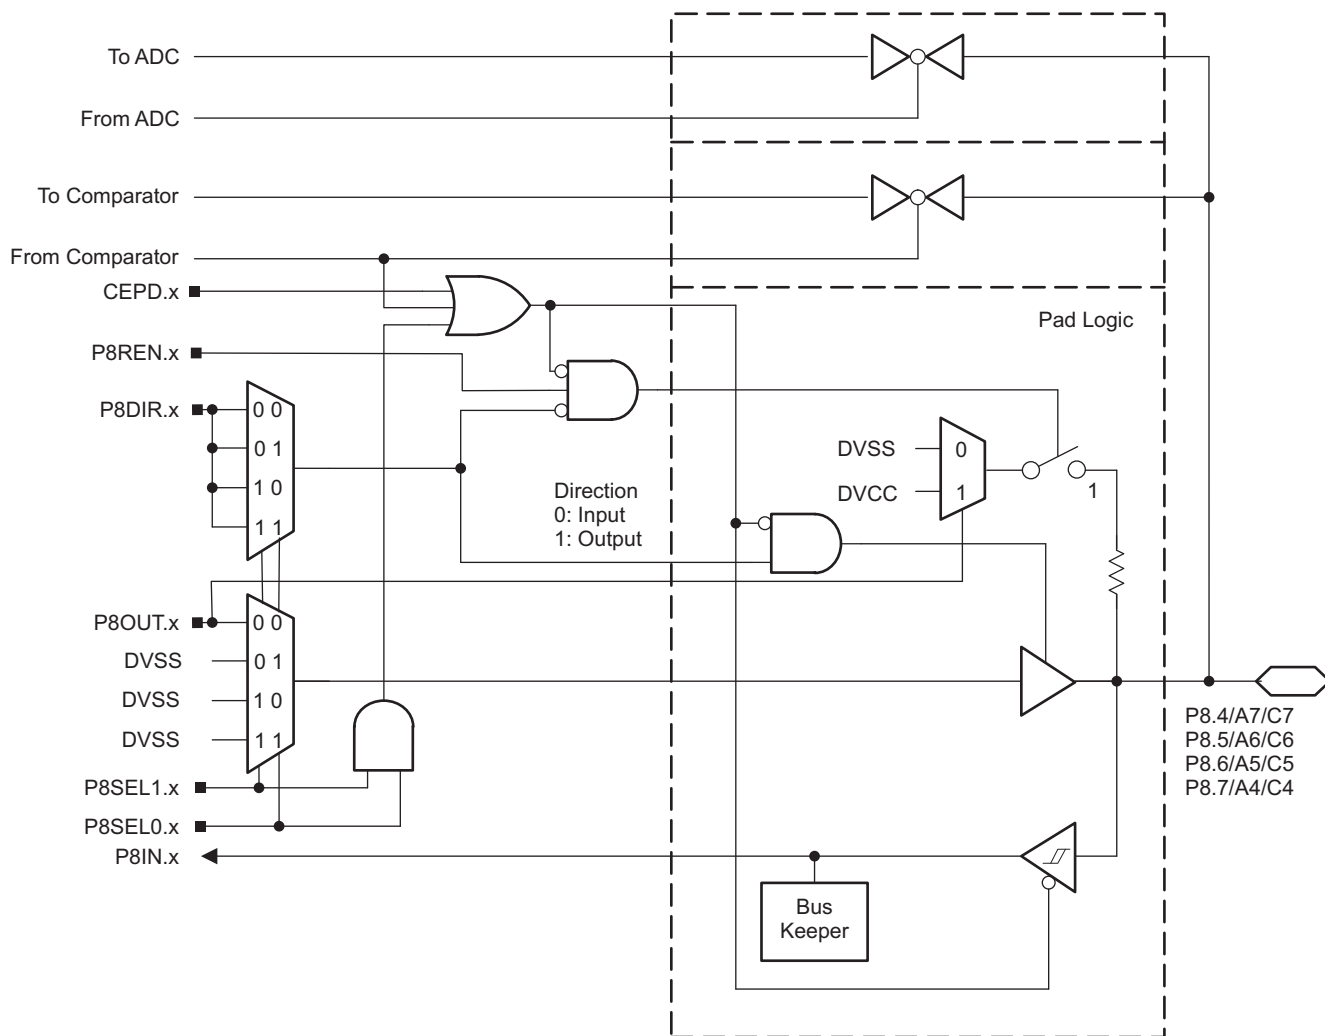 To ADC
From ADC
To Comparator
From Comparator
CEPD.x
Pad Logic
P8REN.x
P8DIR.x
0 0
0 1
1 0
1 1
DVSS
0
DVCC
1
1
Direction
0: Input
1: Output
P8OUT.x
0 0
DVSS
0 1
DVSS
1 0
DVSS
1 1
P8SEL1.x
P8SEL0.x
P8IN.x
P8.4/A7/C7
P8.5/A6/C6
P8.6/A5/C5
P8.7/A4/C4
Bus
Keeper